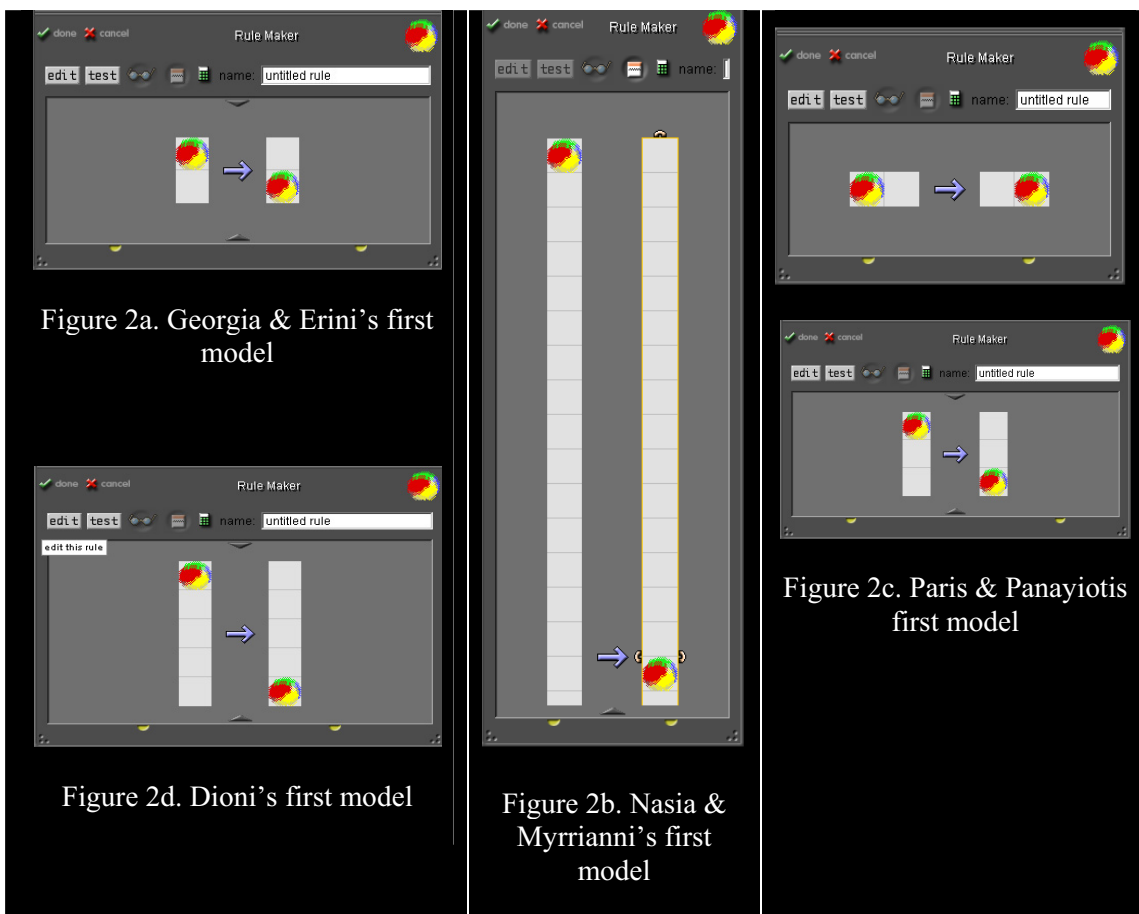 done cancel Rule Maker
edit test name: untitled rule
Figure 2a. Georgia & Erini’s first
model
done cancel Rule Maker
edit test name: untitled rule
edit this rule
Figure 2d. Dioni’s first model
done cancel Rule Maker
edit test name:
Figure 2b. Nasia &
Myrrianni’s first
model
done cancel Rule Maker
edit test name: untitled rule
done cancel Rule Maker
edit test name: untitled rule
Figure 2c. Paris & Panayiotis
first model